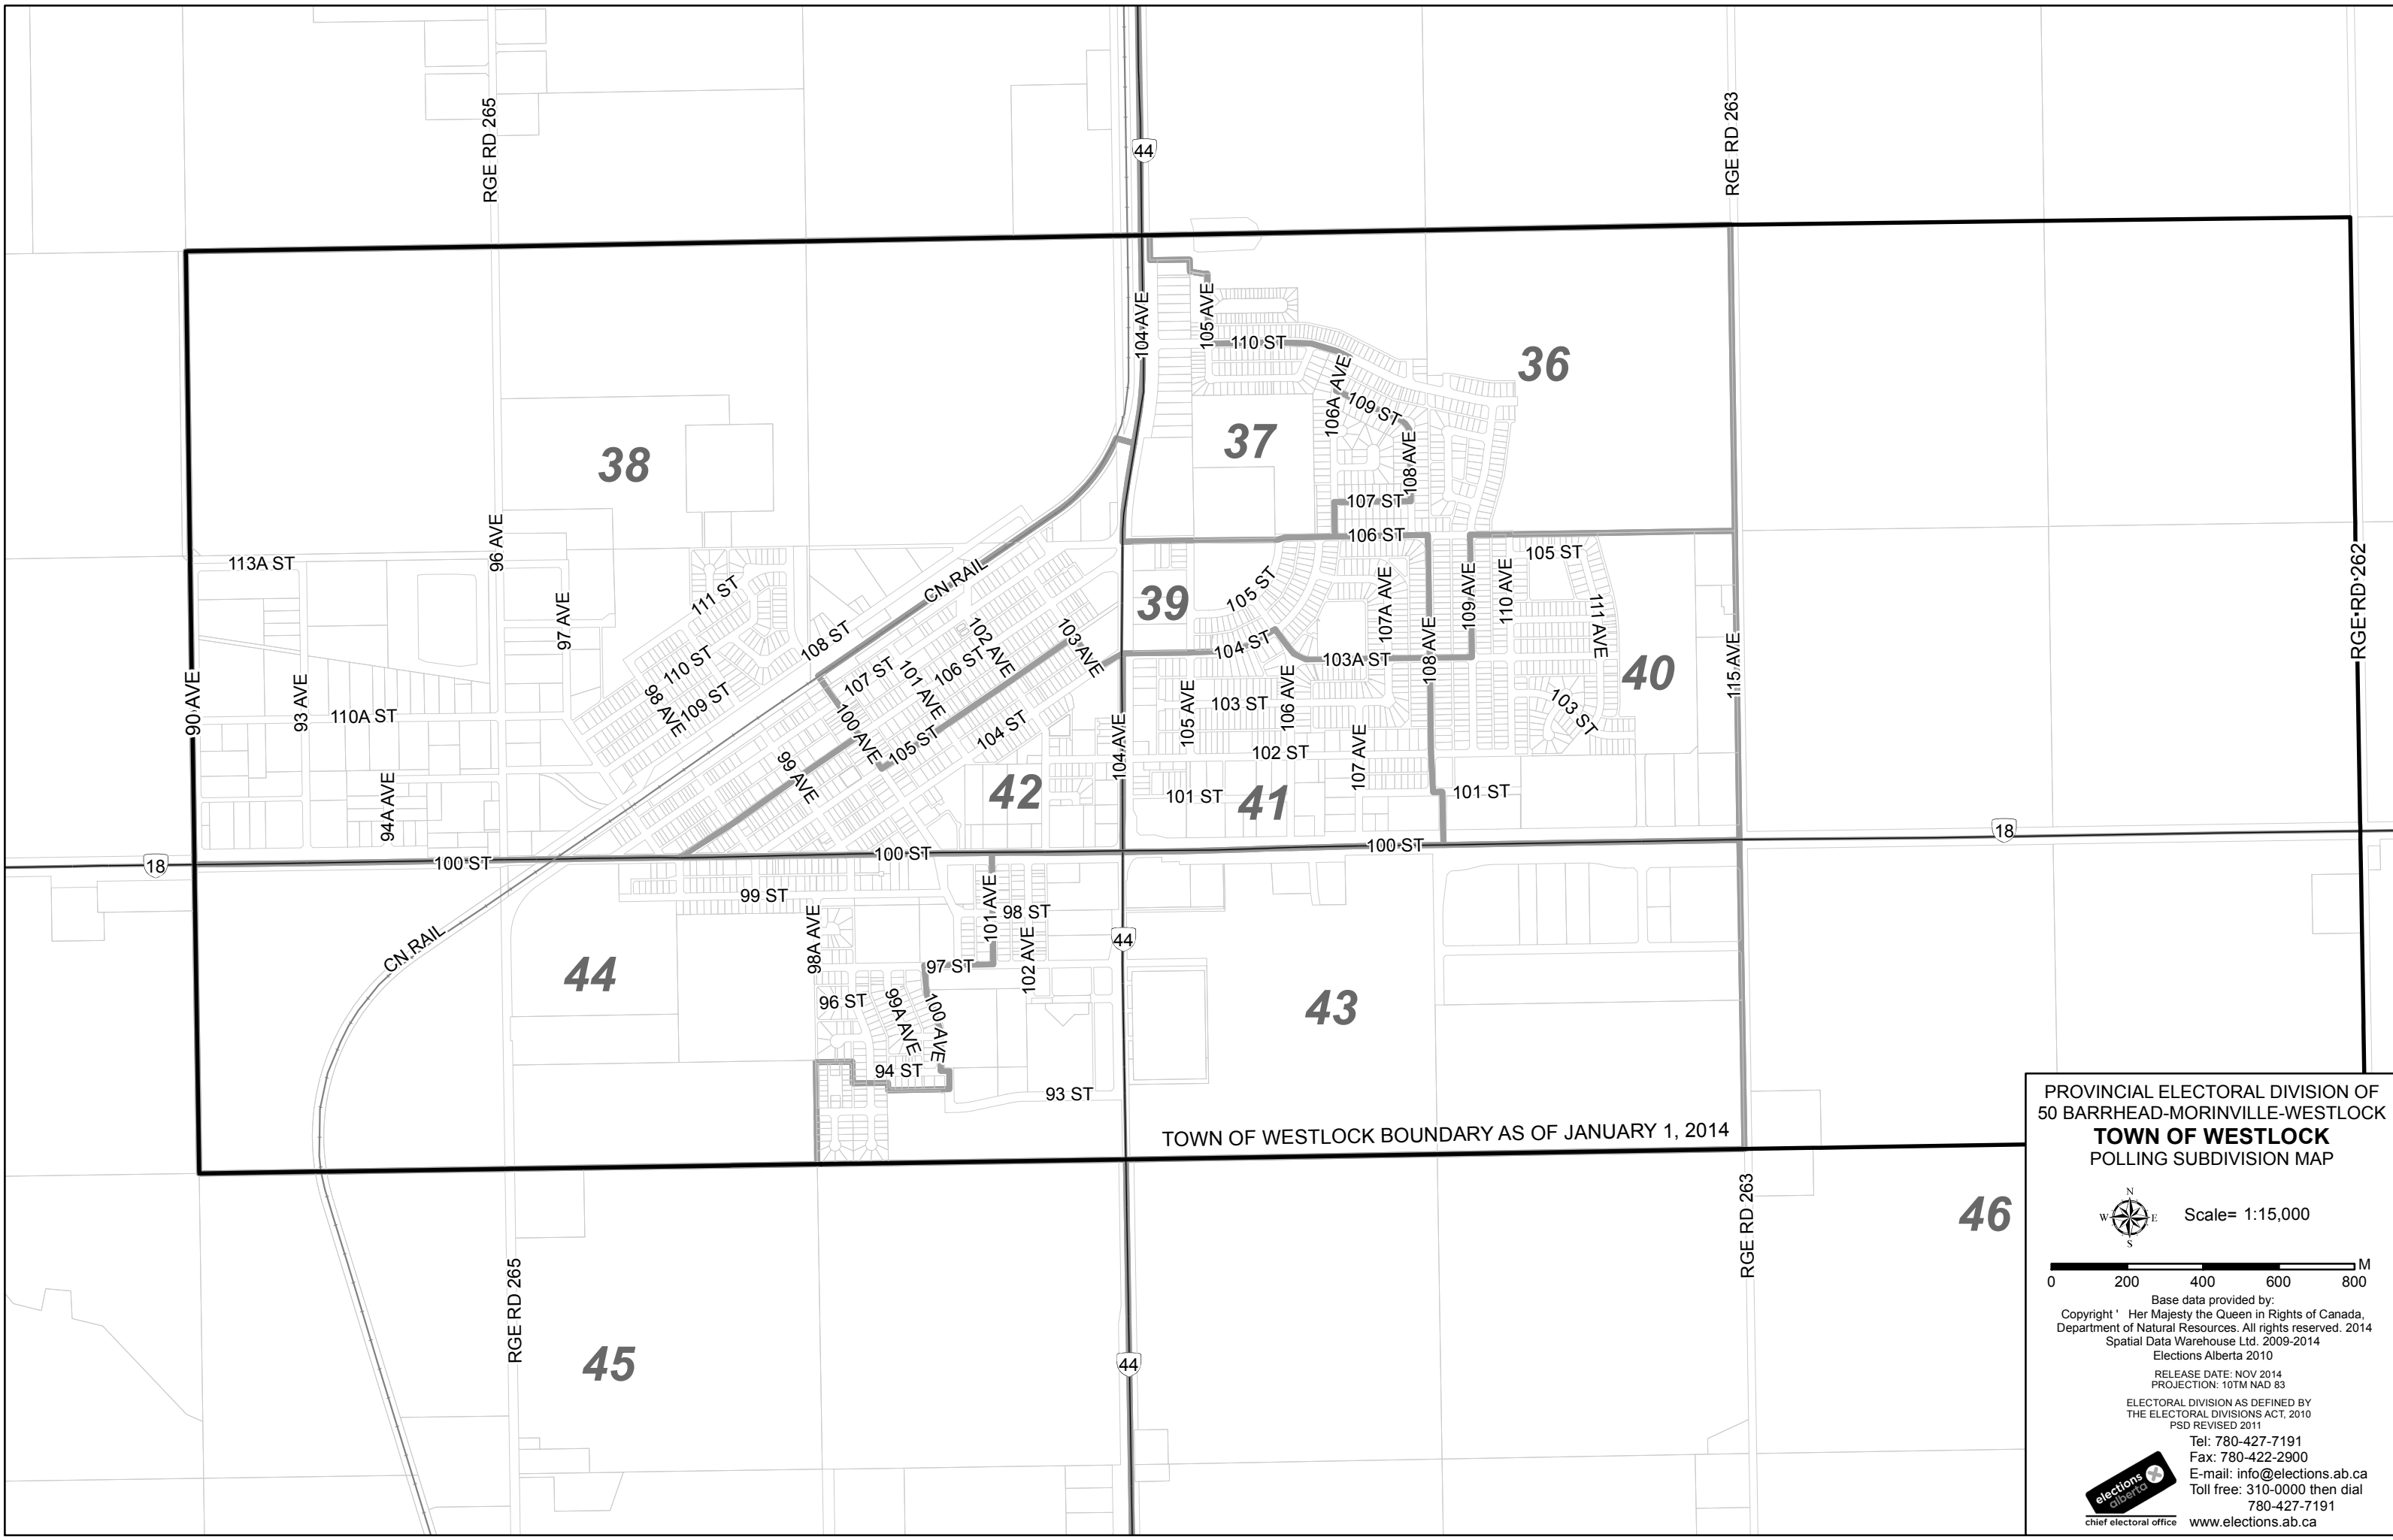 RGE RD 265
44
RGE RD 263
104 AVE
105 AVE
110 ST
36
106A AVE
109 ST
37
38
108 AVE
107 ST
106 ST
96 AVE
113A ST
CN RAIL
105 ST
105 ST
RGE RD 262
111 ST
97 AVE
39
107A AVE
109 AVE
110 AVE
111 AVE
108 ST
102 AVE
103 AVE
104 ST
103A ST
108 AVE
40
115 AVE
110 ST
107 ST
101 AVE
106 ST
90 AVE
93 AVE
110A ST
98 AVE
109 ST
100 AVE
105 ST
104 ST
105 AVE
103 ST
106 AVE
103 ST
104 AVE
102 ST
107 AVE
99 AVE
94A AVE
42
101 ST
41
101 ST
18
100 ST
100 ST
100 ST
18
99 ST
101 AVE
98 ST
98A AVE
CN RAIL
44
97 ST
102 AVE
44
96 ST
99A AVE
100 AVE
43
94 ST
93 ST
TOWN OF WESTLOCK BOUNDARY AS OF JANUARY 1, 2014
RGE RD 263
46
RGE RD 265
45
44
PROVINCIAL ELECTORAL DIVISION OF
50 BARRHEAD-MORINVILLE-WESTLOCK
TOWN OF WESTLOCK
POLLING SUBDIVISION MAP
N
W E
S
Scale= 1:15,000
M
0 200 400 600 800
Base data provided by:
Copyright ' Her Majesty the Queen in Rights of Canada,
Department of Natural Resources. All rights reserved. 2014
Spatial Data Warehouse Ltd. 2009-2014
Elections Alberta 2010
RELEASE DATE: NOV 2014
PROJECTION: 10TM NAD 83
ELECTORAL DIVISION AS DEFINED BY
THE ELECTORAL DIVISIONS ACT, 2010
PSD REVISED 2011
Tel: 780-427-7191
Fax: 780-422-2900
E-mail: info@elections.ab.ca
Toll free: 310-0000 then dial
780-427-7191
www.elections.ab.ca
elections
alberta
chief electoral office